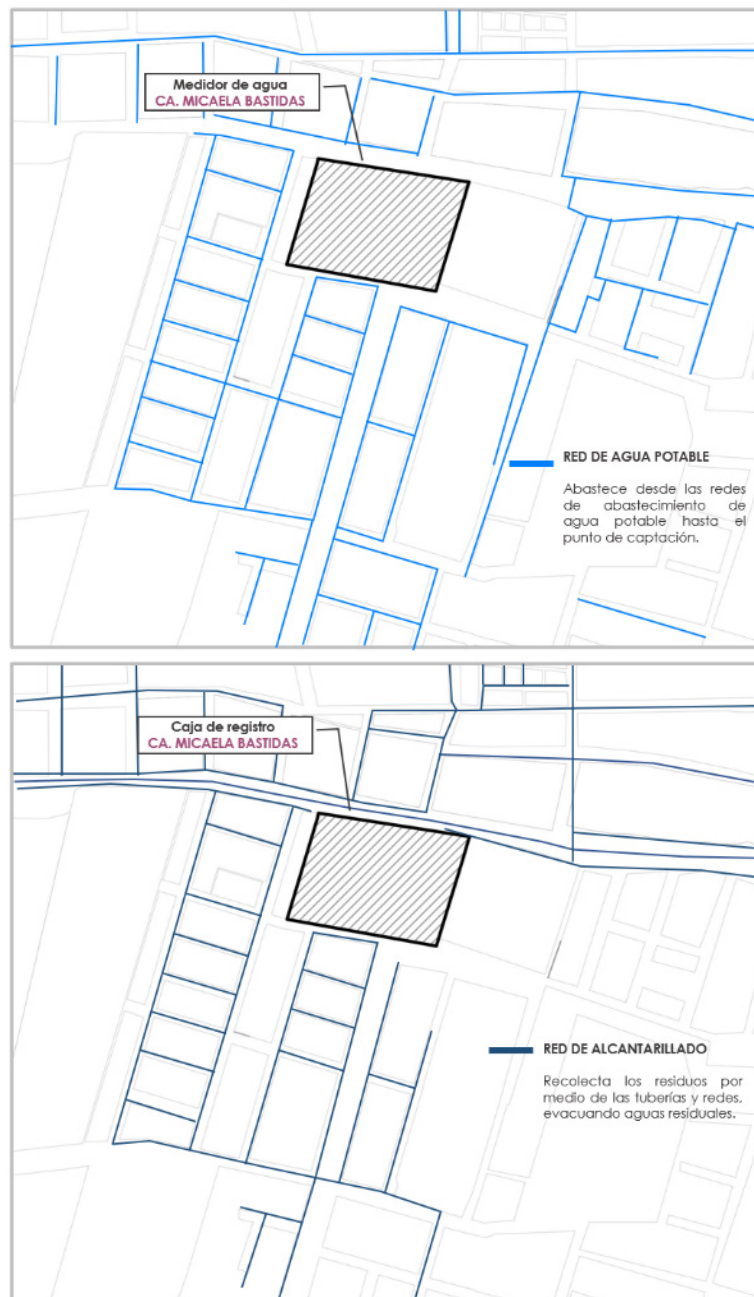 Medidor de agua
CA. MICAELA BASTIDAS
RED DE AGUA POTABLE
Abastece desde las redes
de abastecimiento de
agua potable hasta el
punto de captación.
Caja de registro
CA. MICAELA BASTIDAS
RED DE ALCANTARILLADO
Recolecta los residuos por
medio de las tuberías y redes,
evacuando aguas residuales.